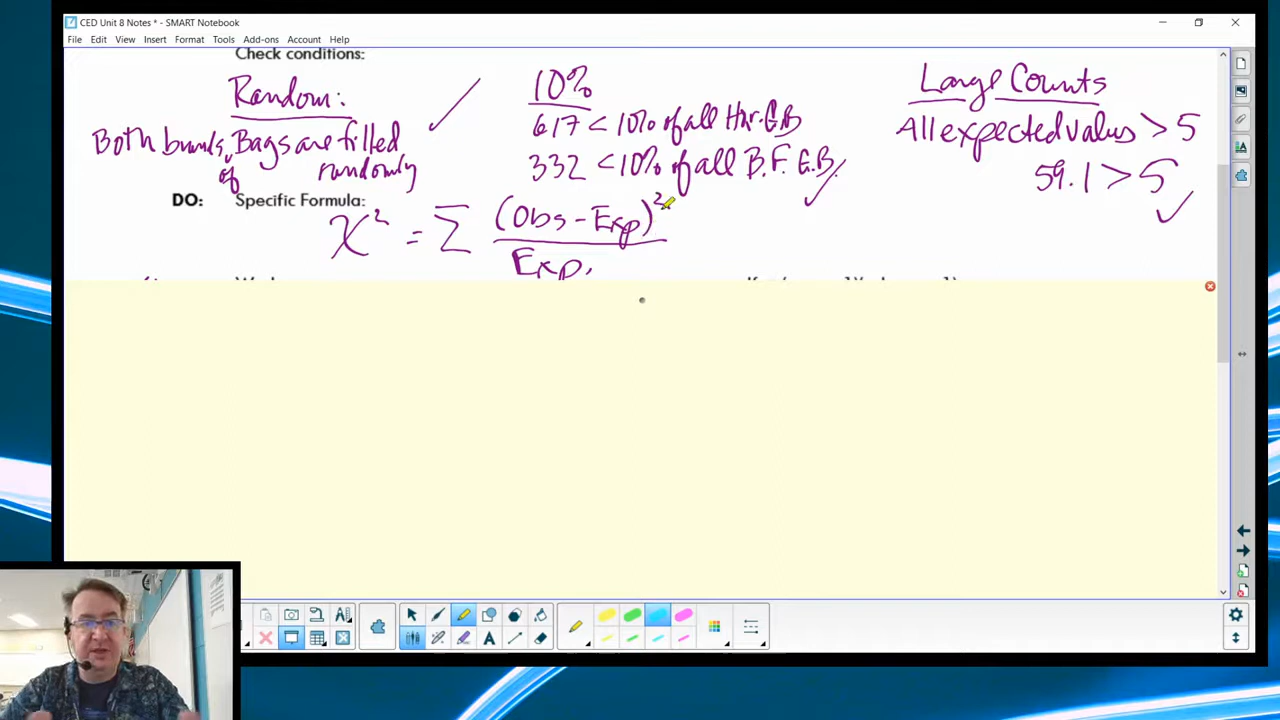 CED Unit 8 Notes * - SMART Notebook
File Edit View Insert Format Tools Add-ons Account Help
Check conditions:
Random:
Both brands, Bags are filled
of randomly
10%
617 < 10% of all Har. G.B
332 < 10% of all B.F. G.B.
Large Counts
All expected values > 5
59.1 > 5
DO: Specific Formula:
χ² = Σ (Obs - Exp)²
Exp.